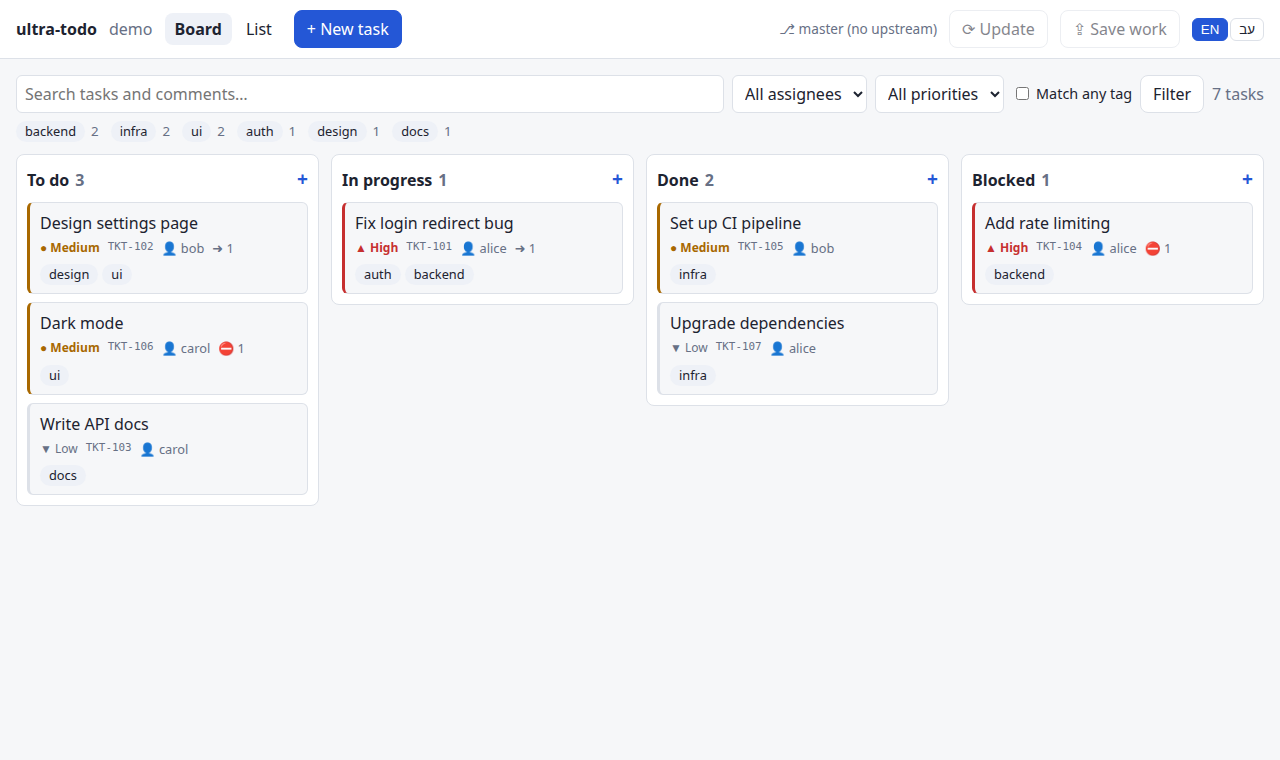 ultra-todo demo Board List + New task ⎇ master (no upstream) ⟳ Update ⇪ Save work EN עב
Search tasks and comments... All assignees All priorities Match any tag Filter 7 tasks
backend 2 infra 2 ui 2 auth 1 design 1 docs 1
To do 3 +
Design settings page
● Medium TKT-102 👤 bob ➔ 1
design ui
Dark mode
● Medium TKT-106 👤 carol ⛔ 1
ui
Write API docs
▼ Low TKT-103 👤 carol
docs
In progress 1 +
Fix login redirect bug
▲ High TKT-101 👤 alice ➔ 1
auth backend
Done 2 +
Set up CI pipeline
● Medium TKT-105 👤 bob
infra
Upgrade dependencies
▼ Low TKT-107 👤 alice
infra
Blocked 1 +
Add rate limiting
▲ High TKT-104 👤 alice ⛔ 1
backend